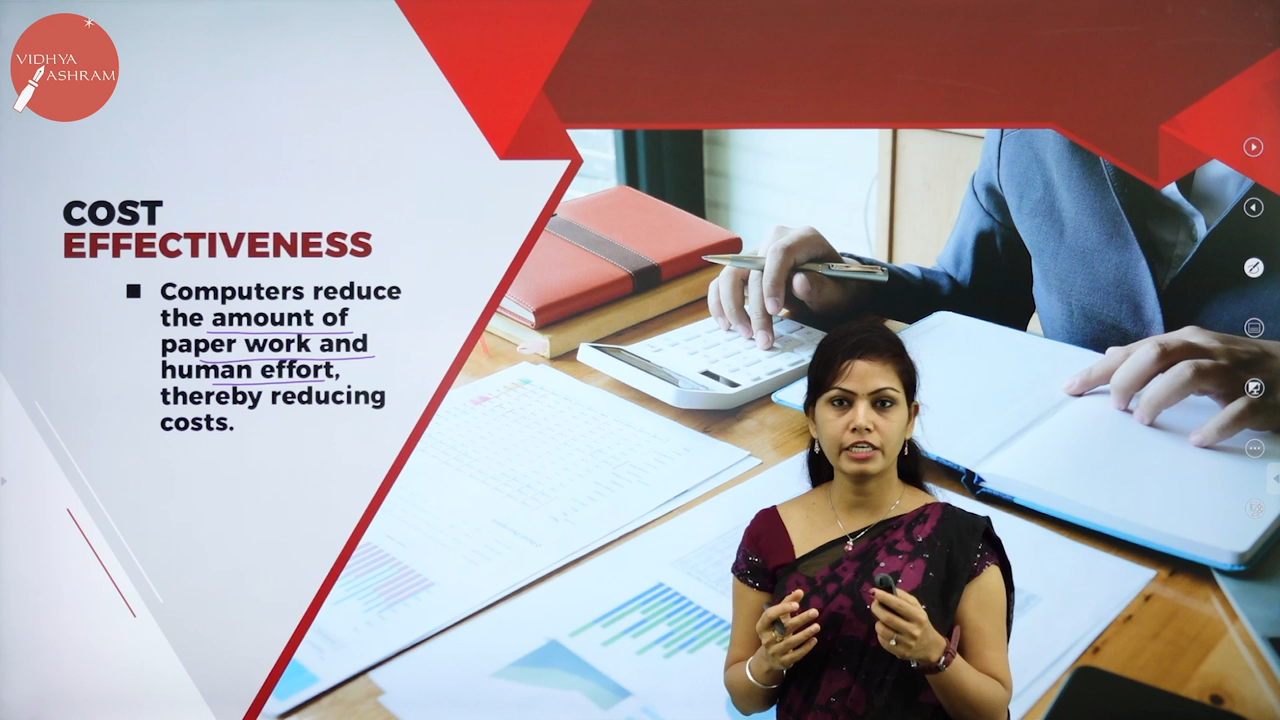 VIDHYA
ASHRAM
COST
EFFECTIVENESS
Computers reduce
the amount of
paper work and
human effort,
thereby reducing
costs.